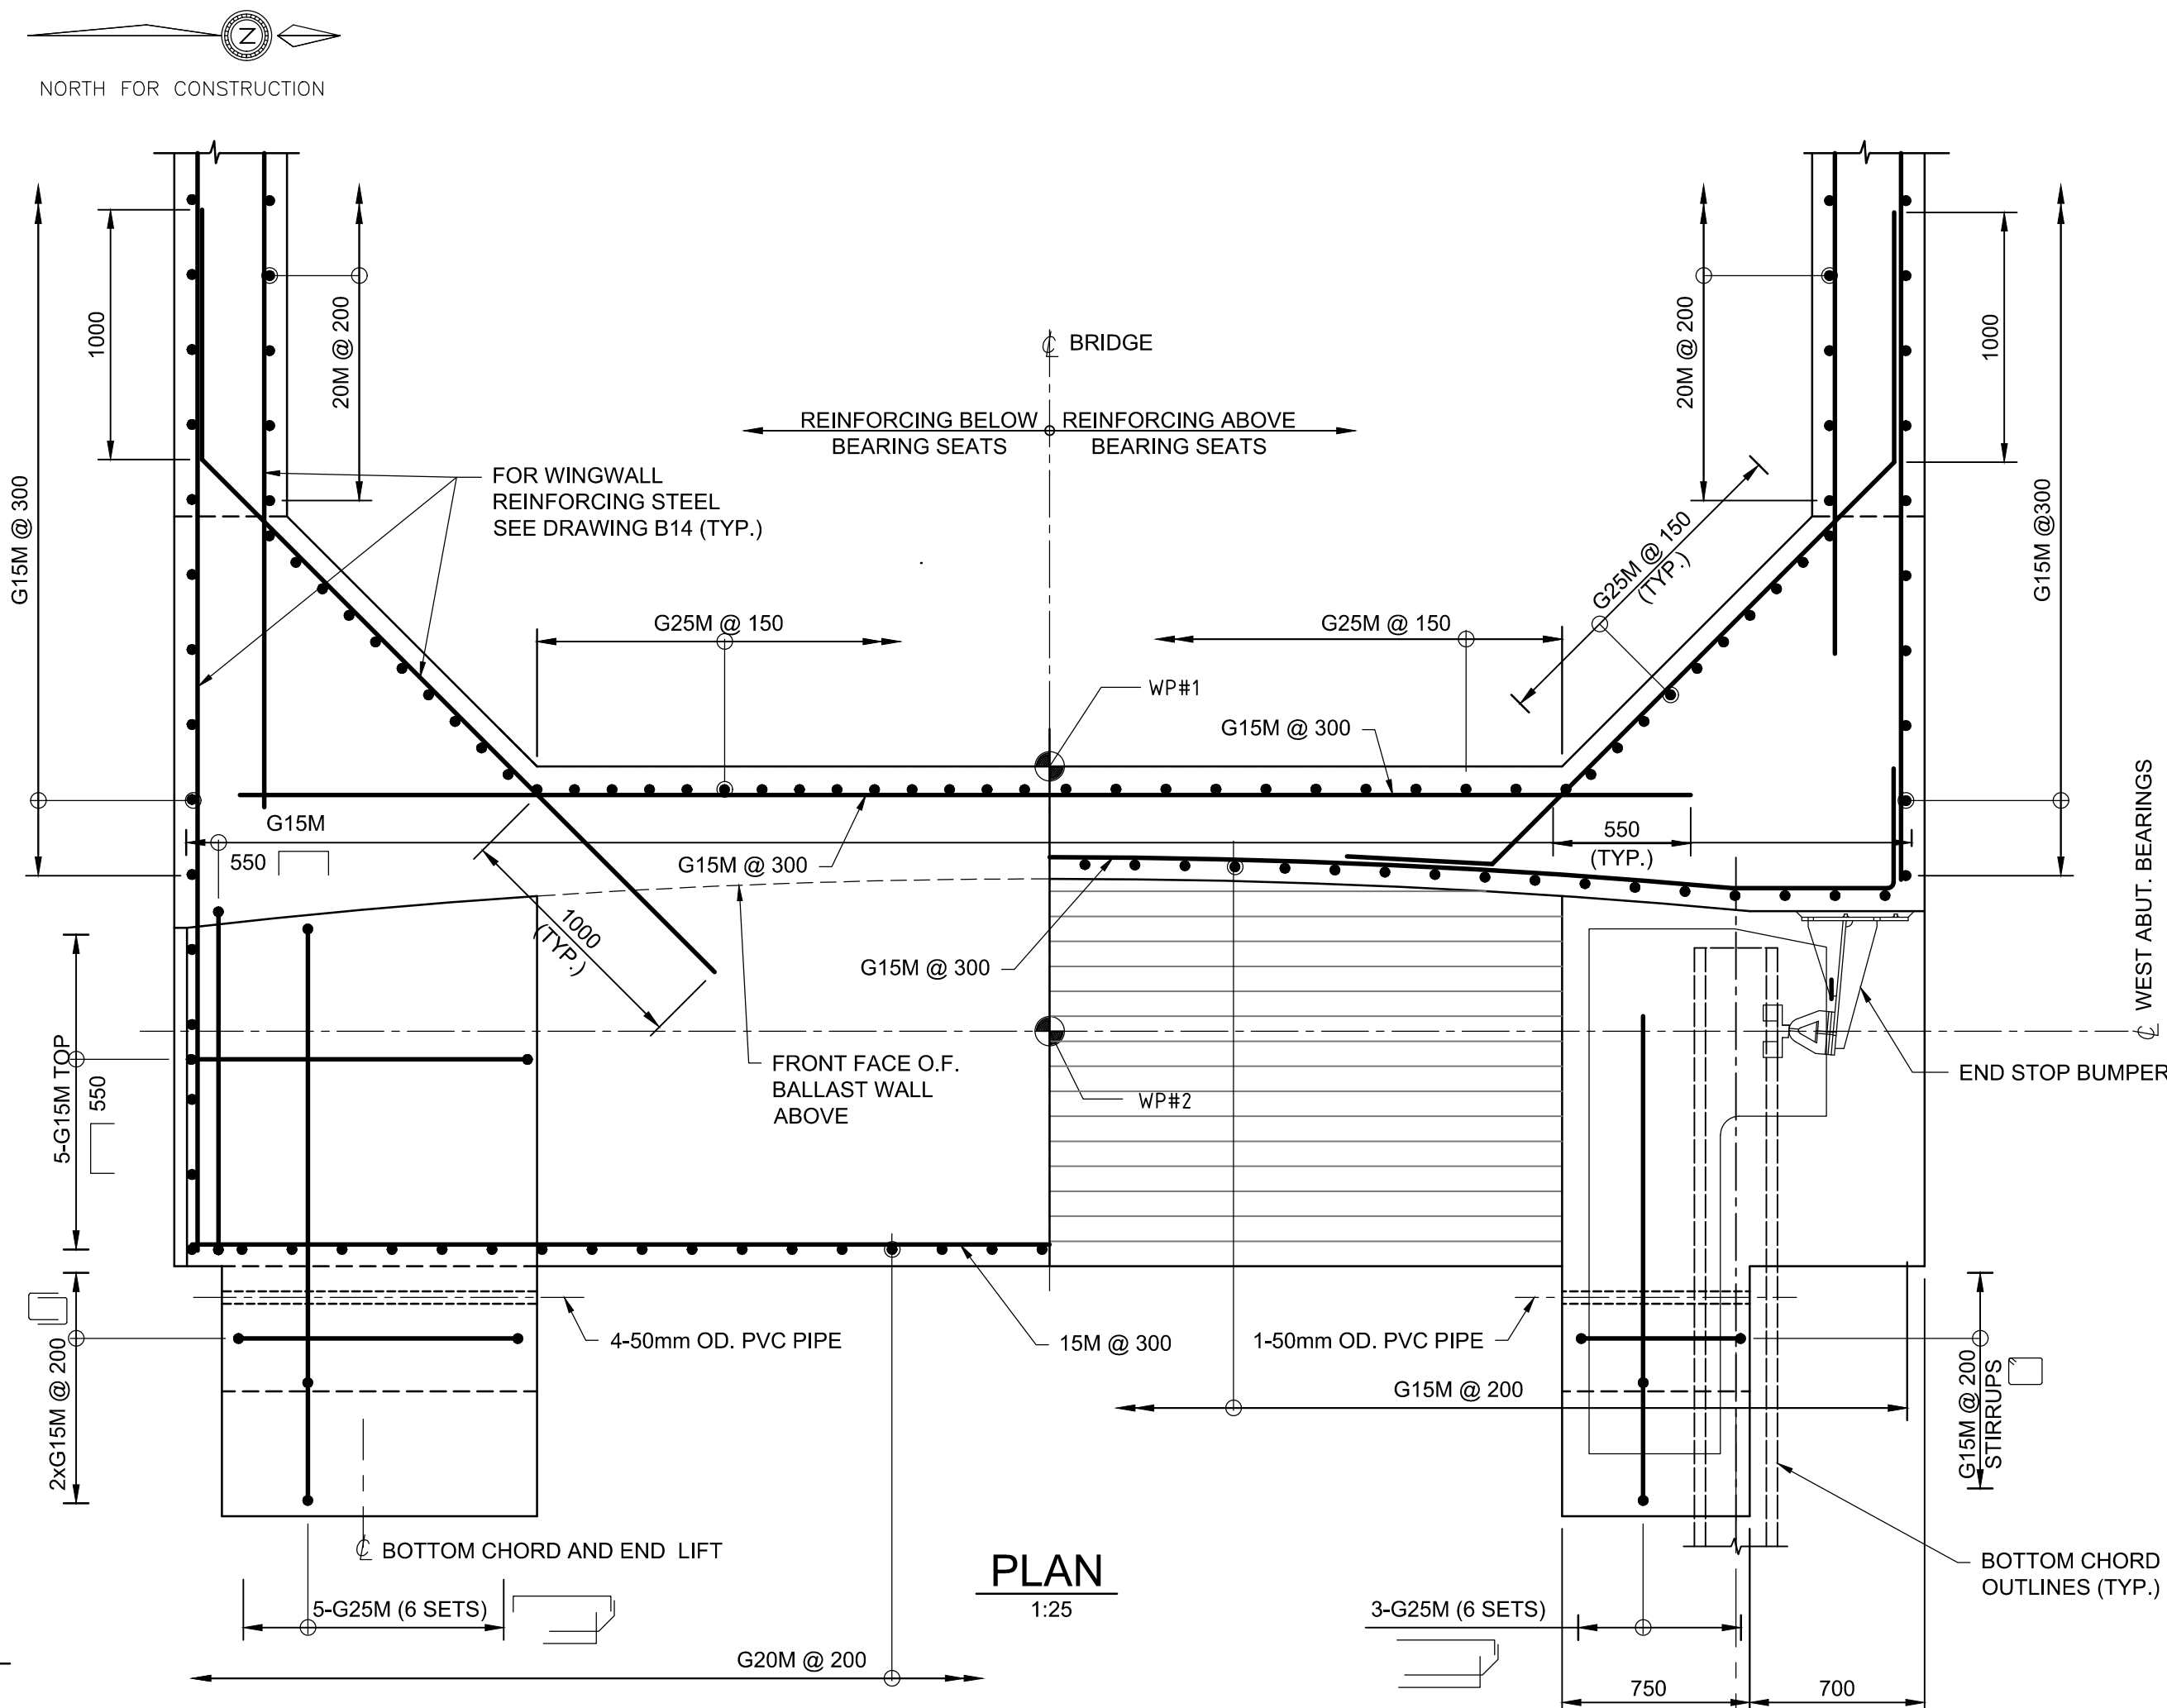 Z
NORTH FOR CONSTRUCTION
℄ BRIDGE
REINFORCING BELOW
BEARING SEATS
REINFORCING ABOVE
BEARING SEATS
1000
20M @ 200
G15M @ 300
FOR WINGWALL
REINFORCING STEEL
SEE DRAWING B14 (TYP.)
20M @ 200
1000
G15M @300
G25M @ 150
(TYP.)
G25M @ 150
G25M @ 150
WP#1
G15M @ 300
G15M
550
G15M @ 300
550
(TYP.)
1000
(TYP.)
G15M @ 300
℄ WEST ABUT. BEARINGS
5-G15M TOP
550
FRONT FACE O.F.
BALLAST WALL
ABOVE
WP#2
END STOP BUMPER
2xG15M @ 200
4-50mm OD. PVC PIPE
15M @ 300
1-50mm OD. PVC PIPE
G15M @ 200
G15M @ 200
STIRRUPS
℄ BOTTOM CHORD AND END LIFT
PLAN
1:25
BOTTOM CHORD
OUTLINES (TYP.)
5-G25M (6 SETS)
3-G25M (6 SETS)
G20M @ 200
750
700